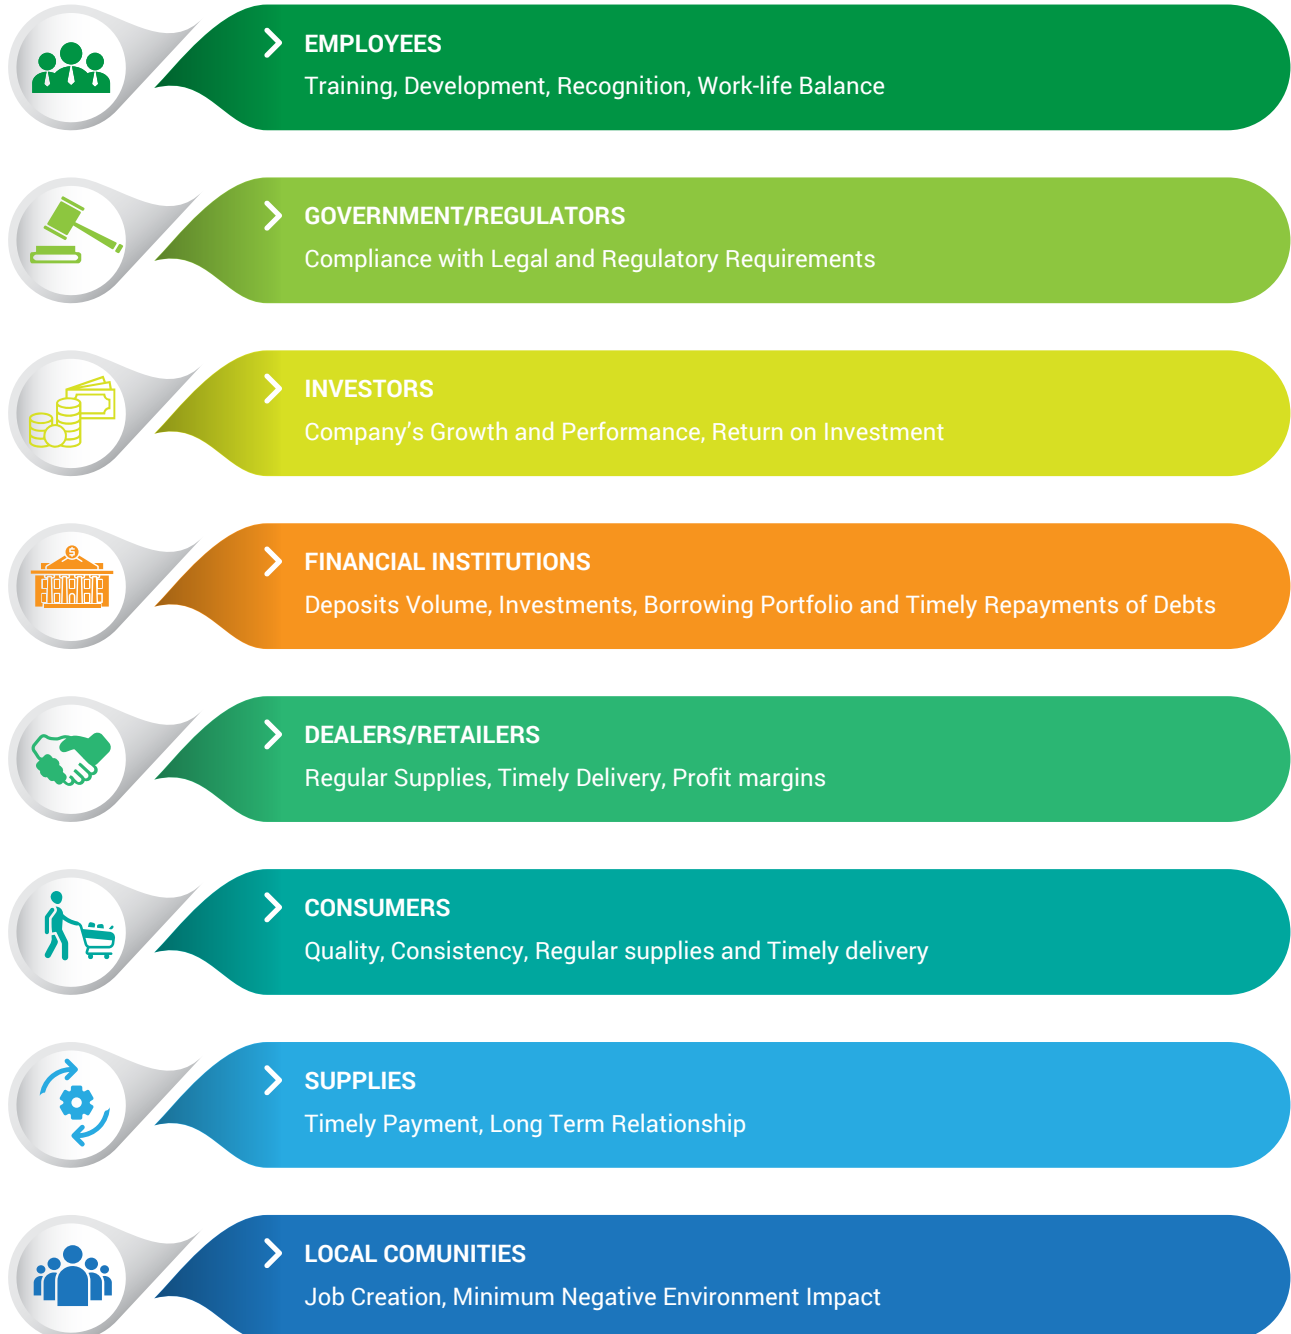 EMPLOYEES
Training, Development, Recognition, Work-life Balance
GOVERNMENT/REGULATORS
Compliance with Legal and Regulatory Requirements
INVESTORS
Company’s Growth and Performance, Return on Investment
$
FINANCIAL INSTITUTIONS
Deposits Volume, Investments, Borrowing Portfolio and Timely Repayments of Debts
DEALERS/RETAILERS
Regular Supplies, Timely Delivery, Profit margins
CONSUMERS
Quality, Consistency, Regular supplies and Timely delivery
SUPPLIES
Timely Payment, Long Term Relationship
LOCAL COMUNITIES
Job Creation, Minimum Negative Environment Impact